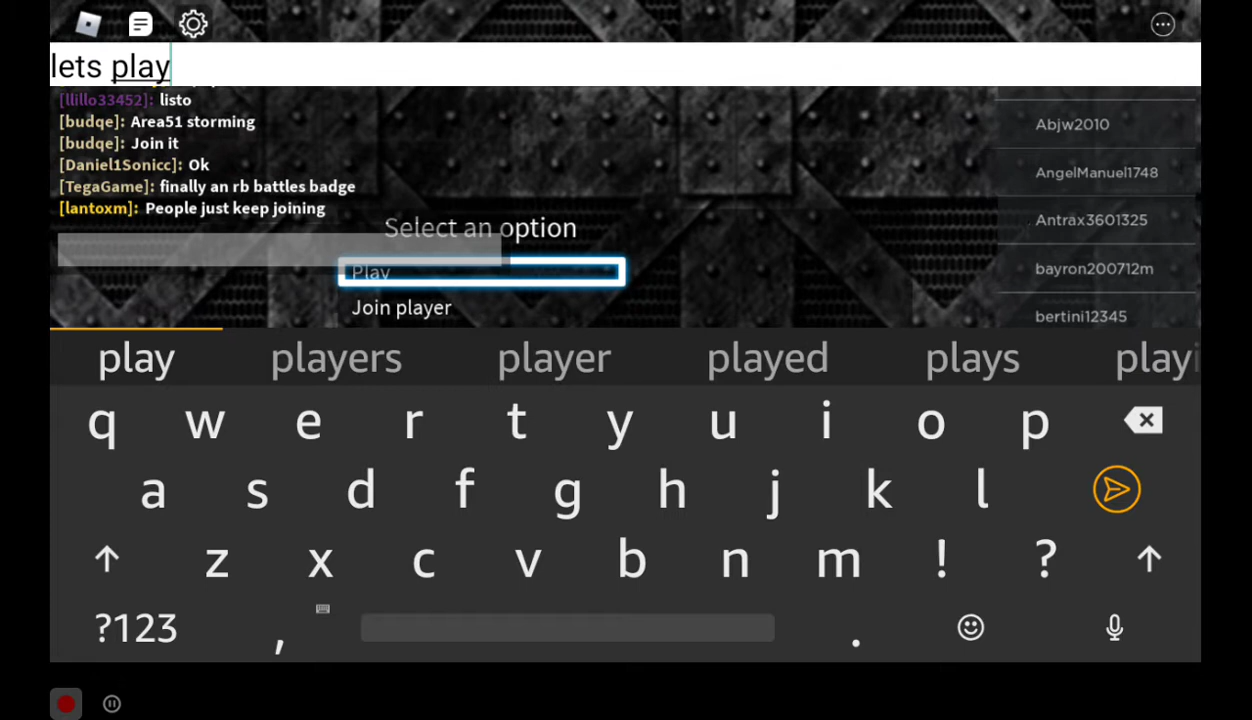 lets play
[llillo33452]: listo
[budqe]: Area51 storming
[budqe]: Join it
[Daniel1Sonicc]: Ok
[TegaGame]: finally an rb battles badge
[lantoxm]: People just keep joining
Abjw2010
AngelManuel1748
Antrax3601325
bayron200712m
bertini12345
Select an option
Play
Join player
play players player played plays playi
q w e r t y u i o p
a s d f g h j k l
z x c v b n m ! ?
?123 , .